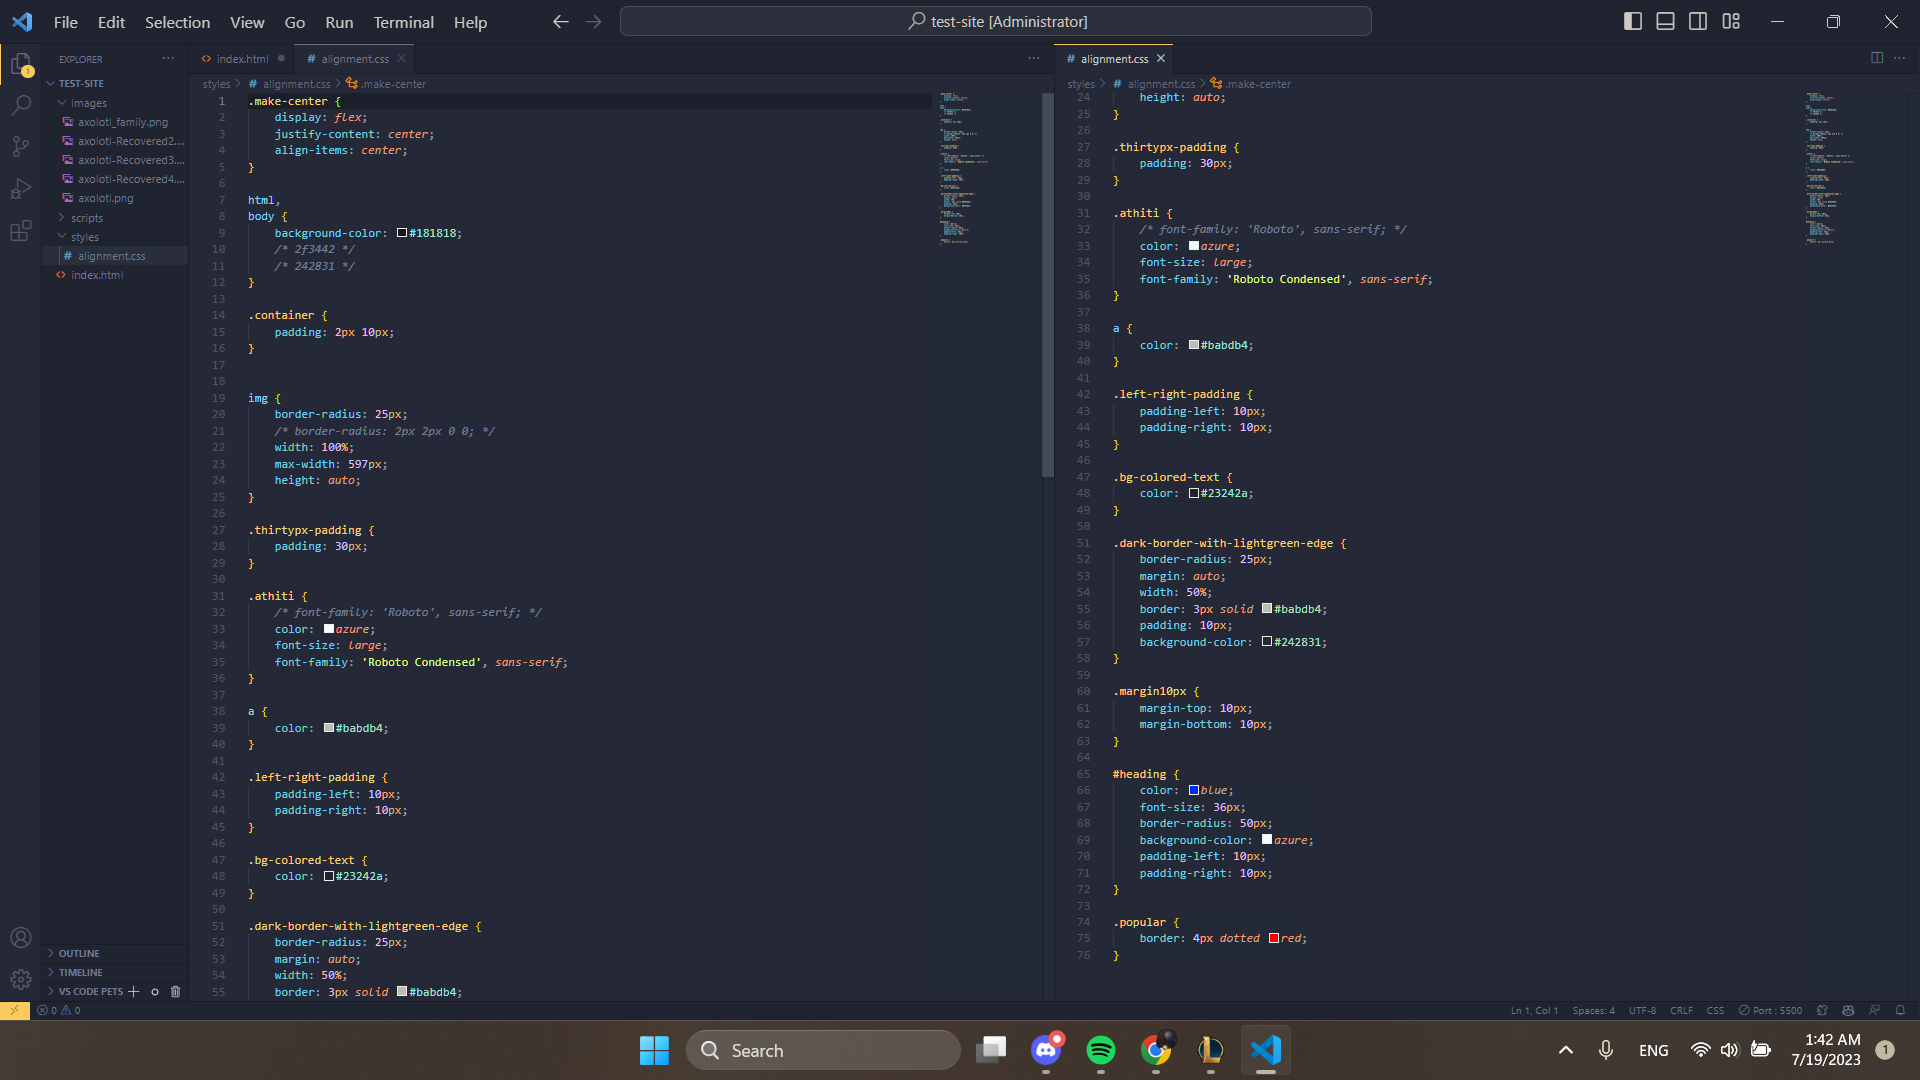 File Edit Selection View Go Run Terminal Help
test-site [Administrator]
EXPLORER
TEST-SITE
images
axolotl_family.png
axolotl-Recovered2....
axolotl-Recovered3....
axolotl-Recovered4....
axolotl.png
scripts
styles
# alignment.css
index.html
OUTLINE
TIMELINE
VS CODE PETS
index.html
# alignment.css
styles > # alignment.css > .make-center
1 .make-center {
2 display: flex;
3 justify-content: center;
4 align-items: center;
5 }
6
7 html,
8 body {
9 background-color: #181818;
10 /* 2f3442 */
11 /* 242831 */
12 }
13
14 .container {
15 padding: 2px 10px;
16 }
17
18
19 img {
20 border-radius: 25px;
21 /* border-radius: 2px 2px 0 0; */
22 width: 100%;
23 max-width: 597px;
24 height: auto;
25 }
26
27 .thirtypx-padding {
28 padding: 30px;
29 }
30
31 .athiti {
32 /* font-family: 'Roboto', sans-serif; */
33 color: azure;
34 font-size: large;
35 font-family: 'Roboto Condensed', sans-serif;
36 }
37
38 a {
39 color: #babdb4;
40 }
41
42 .left-right-padding {
43 padding-left: 10px;
44 padding-right: 10px;
45 }
46
47 .bg-colored-text {
48 color: #23242a;
49 }
50
51 .dark-border-with-lightgreen-edge {
52 border-radius: 25px;
53 margin: auto;
54 width: 50%;
55 border: 3px solid #babdb4;
# alignment.css
styles > # alignment.css > .make-center
24 height: auto;
25 }
26
27 .thirtypx-padding {
28 padding: 30px;
29 }
30
31 .athiti {
32 /* font-family: 'Roboto', sans-serif; */
33 color: azure;
34 font-size: large;
35 font-family: 'Roboto Condensed', sans-serif;
36 }
37
38 a {
39 color: #babdb4;
40 }
41
42 .left-right-padding {
43 padding-left: 10px;
44 padding-right: 10px;
45 }
46
47 .bg-colored-text {
48 color: #23242a;
49 }
50
51 .dark-border-with-lightgreen-edge {
52 border-radius: 25px;
53 margin: auto;
54 width: 50%;
55 border: 3px solid #babdb4;
56 padding: 10px;
57 background-color: #242831;
58 }
59
60 .margin10px {
61 margin-top: 10px;
62 margin-bottom: 10px;
63 }
64
65 #heading {
66 color: blue;
67 font-size: 36px;
68 border-radius: 50px;
69 background-color: azure;
70 padding-left: 10px;
71 padding-right: 10px;
72 }
73
74 .popular {
75 border: 4px dotted red;
76 }
0 0
Ln 1, Col 1 Spaces: 4 UTF-8 CRLF CSS Port : 5500
Search
ENG
1:42 AM
7/19/2023
1